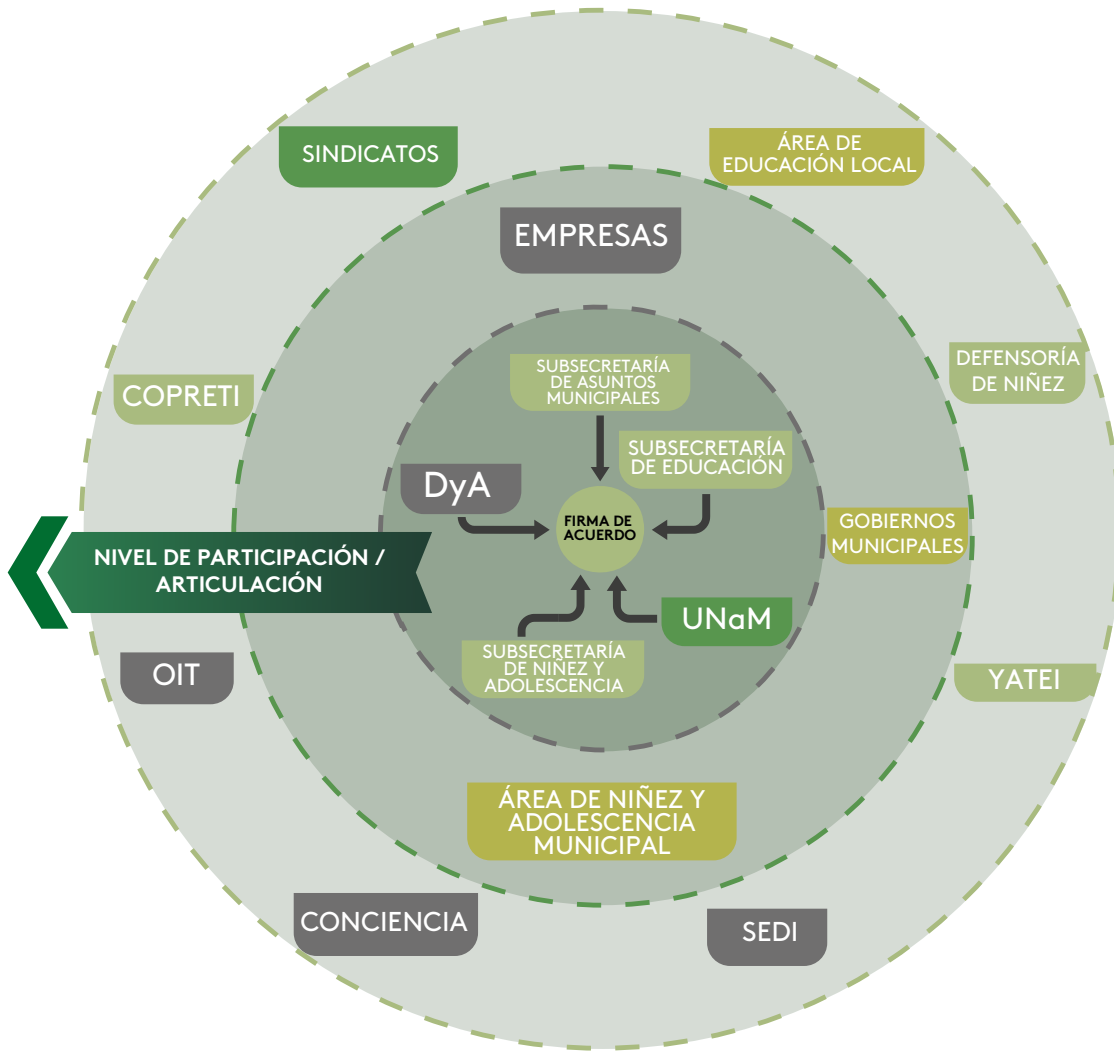 SINDICATOS
ÁREA DE
EDUCACIÓN LOCAL
EMPRESAS
SUBSECRETARÍA
DE ASUNTOS
MUNICIPALES
DEFENSORÍA
DE NIÑEZ
COPRETI
SUBSECRETARÍA
DE EDUCACIÓN
DyA
FIRMA DE
ACUERDO
GOBIERNOS
MUNICIPALES
NIVEL DE PARTICIPACIÓN /
ARTICULACIÓN
UNaM
SUBSECRETARÍA
DE NIÑEZ Y
ADOLESCENCIA
OIT
YATEI
ÁREA DE NIÑEZ Y
ADOLESCENCIA
MUNICIPAL
CONCIENCIA
SEDI